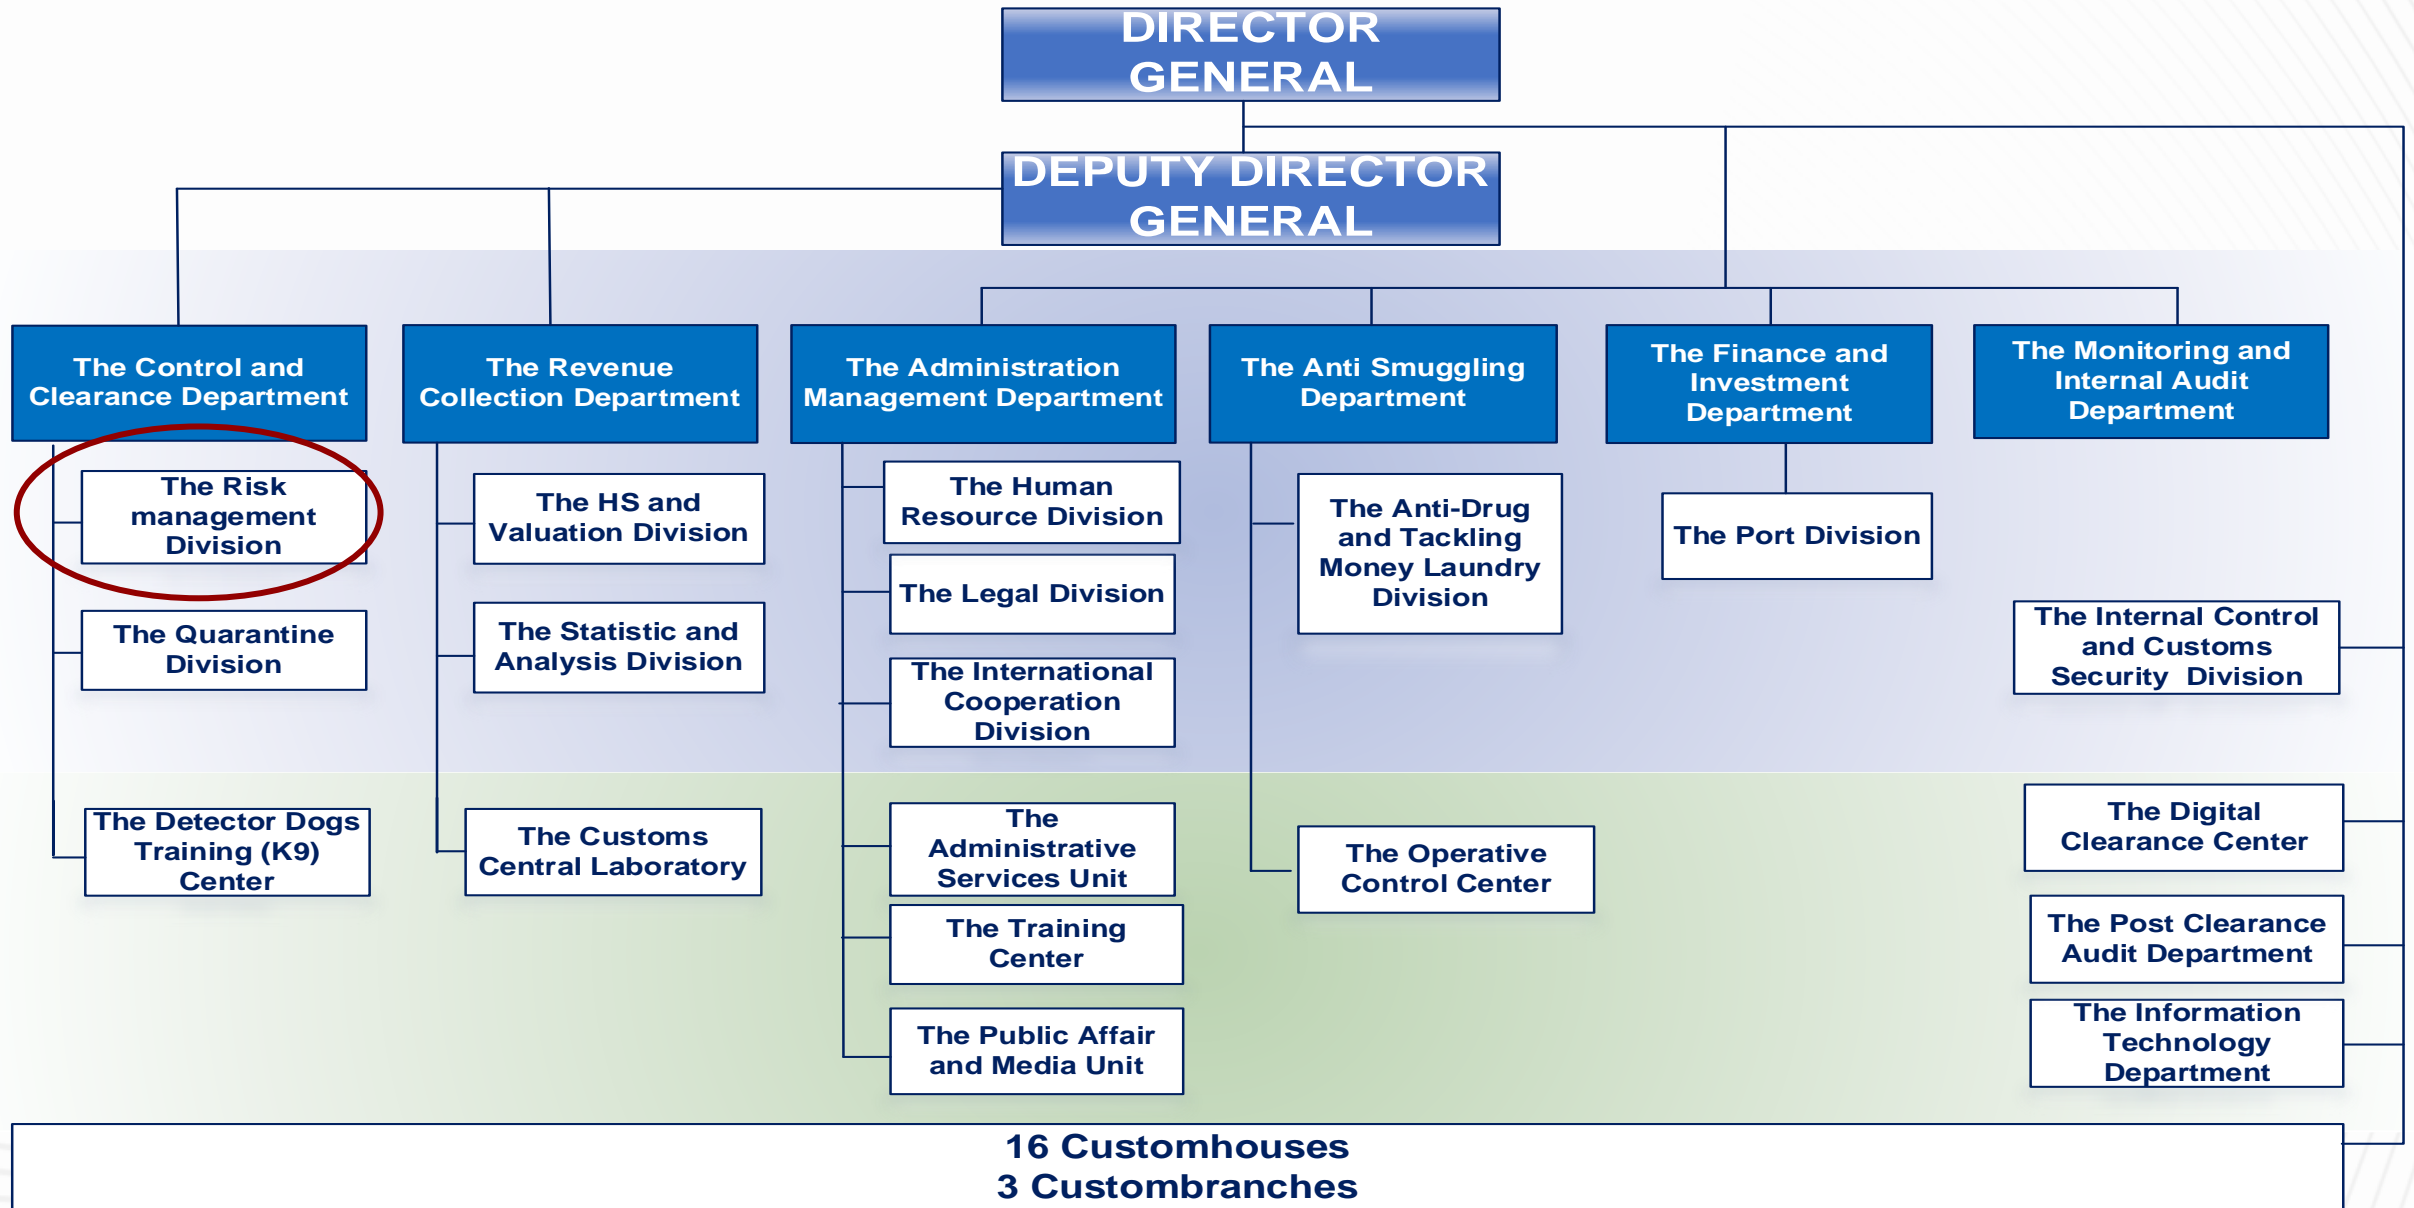 DIRECTOR
GENERAL
DEPUTY DIRECTOR
GENERAL
The Control and
Clearance Department
The Revenue
Collection Department
The Administration
Management Department
The Anti Smuggling
Department
The Finance and
Investment
Department
The Monitoring and
Internal Audit
Department
The Risk
management
Division
The Quarantine
Division
The Detector Dogs
Training (K9)
Center
The HS and
Valuation Division
The Statistic and
Analysis Division
The Customs
Central Laboratory
The Human
Resource Division
The Legal Division
The International
Cooperation
Division
The
Administrative
Services Unit
The Training
Center
The Public Affair
and Media Unit
The Anti-Drug
and Tackling
Money Laundry
Division
The Operative
Control Center
The Port Division
The Internal Control
and Customs
Security  Division
The Digital
Clearance Center
The Post Clearance
Audit Department
The Information
Technology
Department
16 Customhouses
3 Custombranches